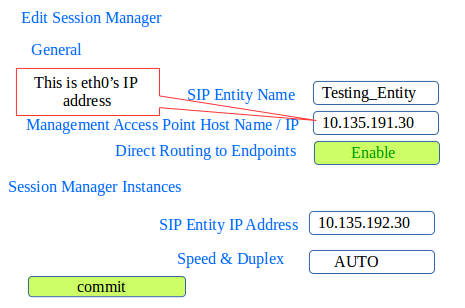 Edit Session Manager
General
This is eth0's IP
address
SIP Entity Name Testing_Entity
Management Access Point Host Name / IP 10.135.191.30
Direct Routing to Endpoints Enable
Session Manager Instances
SIP Entity IP Address 10.135.192.30
Speed & Duplex AUTO
commit